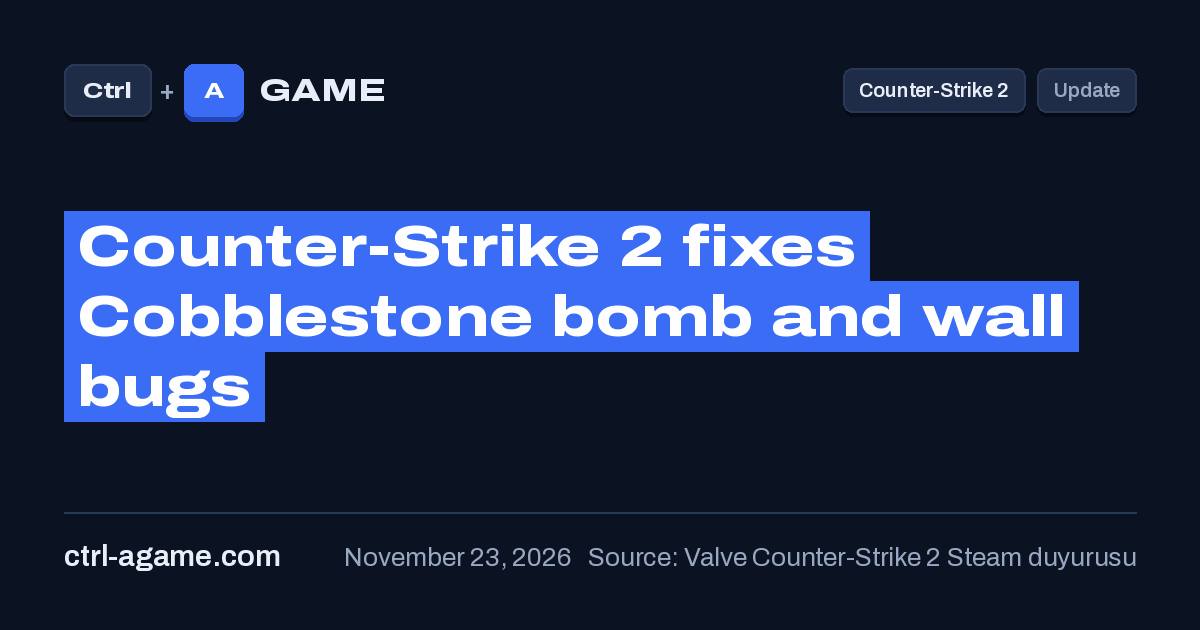 Ctrl + A GAME
Counter-Strike 2 Update
Counter-Strike 2 fixes
Cobblestone bomb and wall
bugs
ctrl-agame.com November 23, 2026 Source: Valve Counter-Strike 2 Steam duyurusu